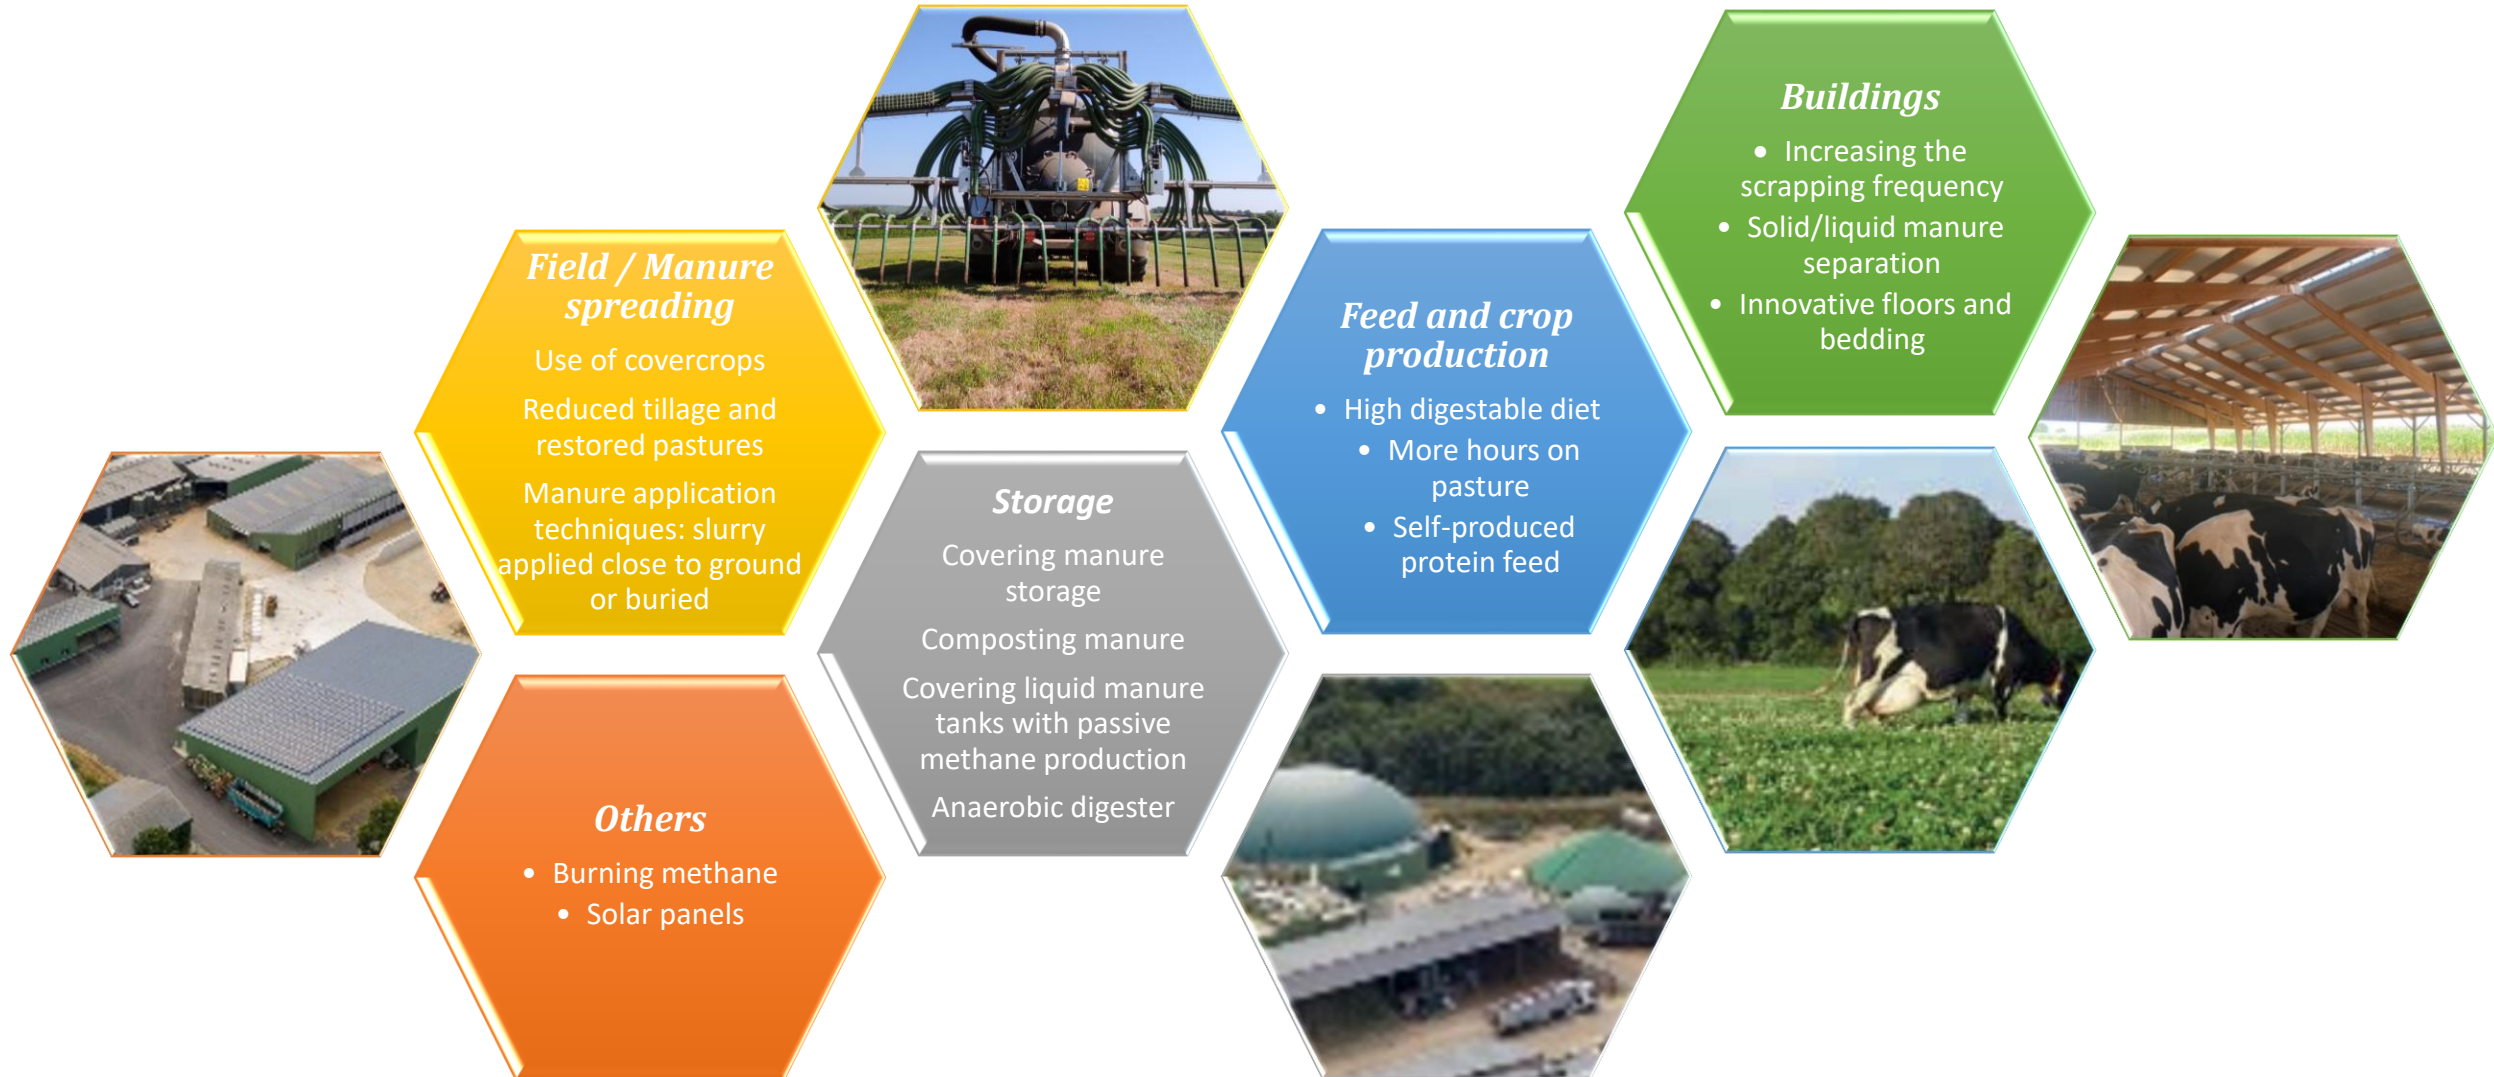 Field / Manure
spreading
Use of covercrops
Reduced tillage and
restored pastures
Manure application
techniques: slurry
applied close to ground
or buried
Others
• Burning methane
• Solar panels
Storage
Covering manure
storage
Composting manure
Covering liquid manure
tanks with passive
methane production
Anaerobic digester
Feed and crop
production
• High digestable diet
• More hours on
pasture
• Self-produced
protein feed
Buildings
• Increasing the
scrapping frequency
• Solid/liquid manure
separation
• Innovative floors and
bedding